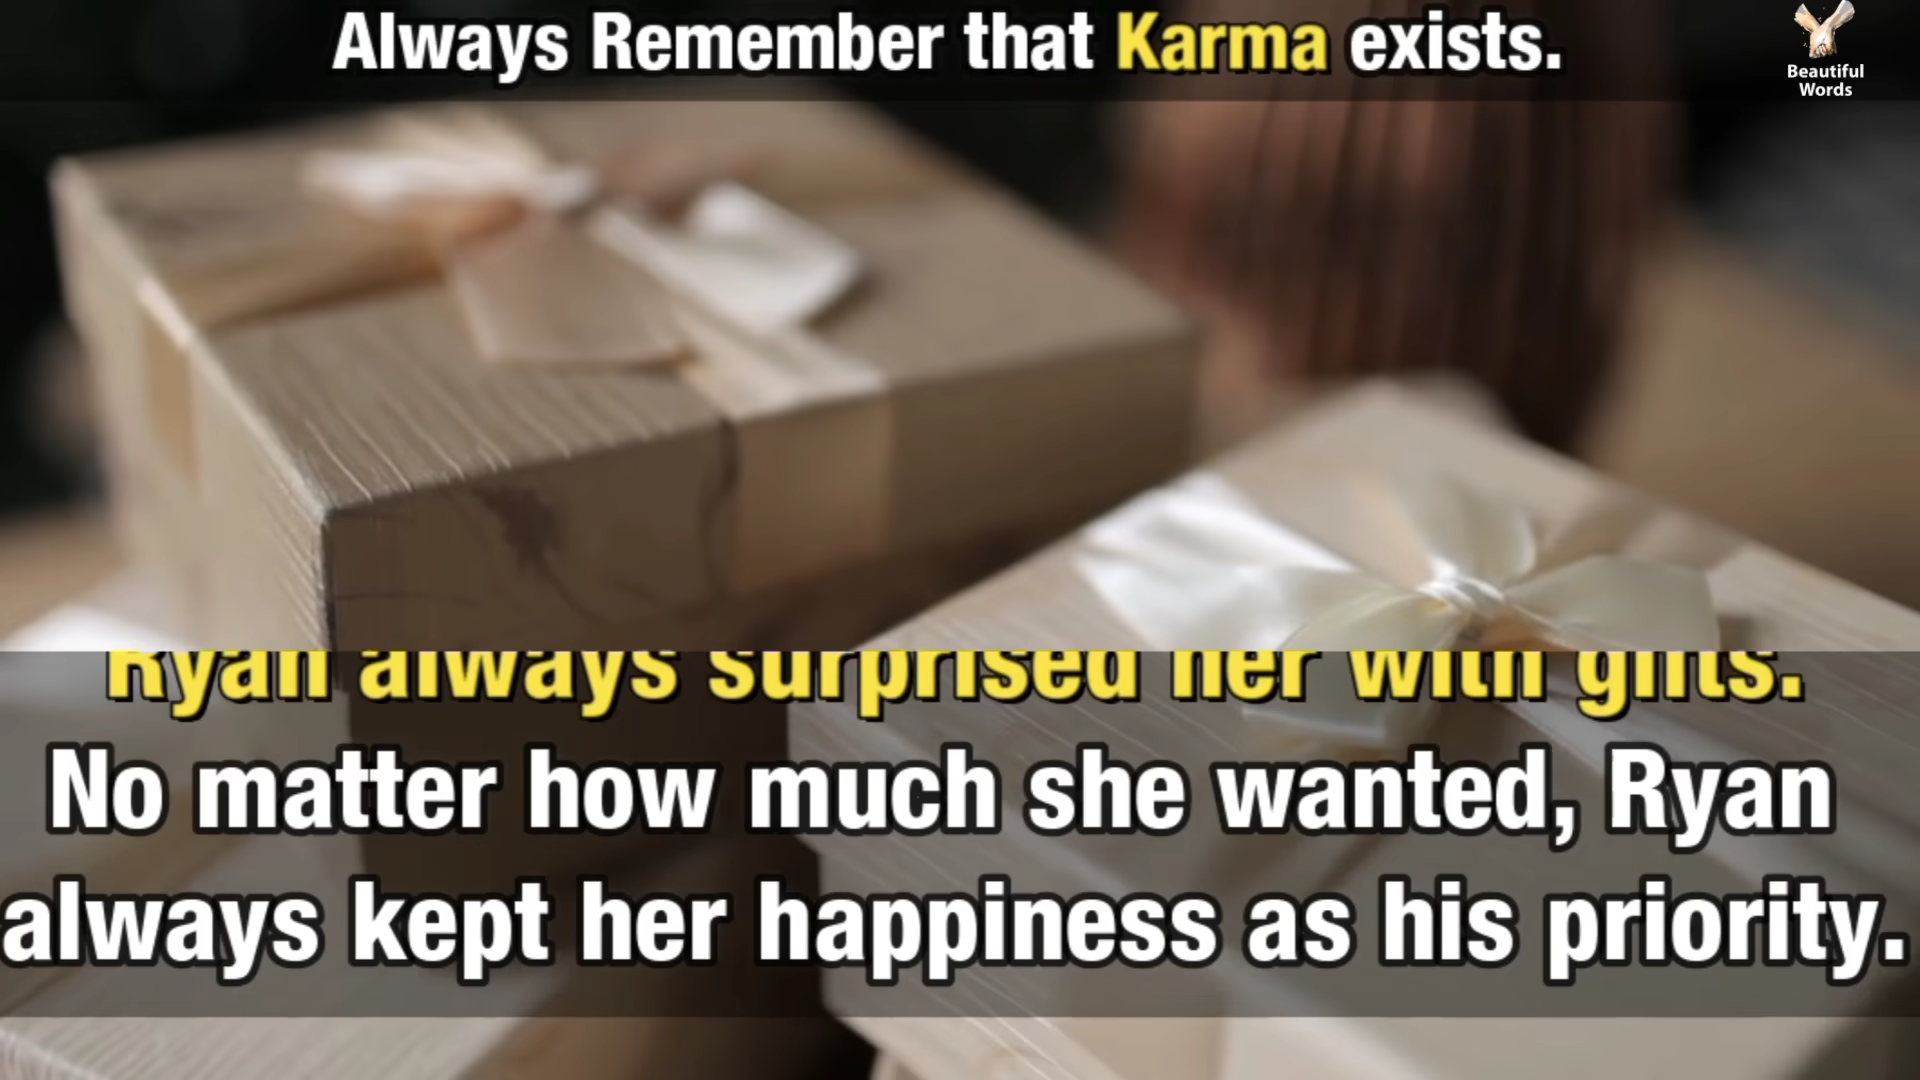 Always Remember that Karma exists.
Beautiful
Words
Ryan always surprised her with gifts.
No matter how much she wanted, Ryan
always kept her happiness as his priority.